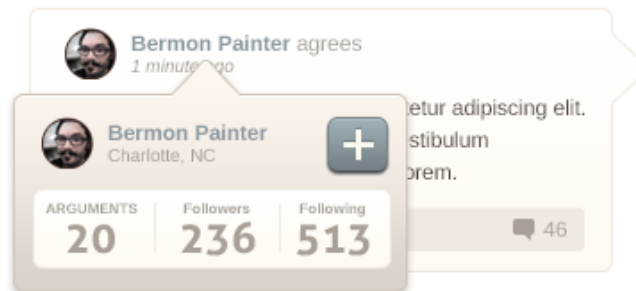 Bermon Painter agrees
1 minute ago
etur adipiscing elit.
stibulum
orem.
46
Bermon Painter
Charlotte, NC
ARGUMENTS Followers Following
20 236 513